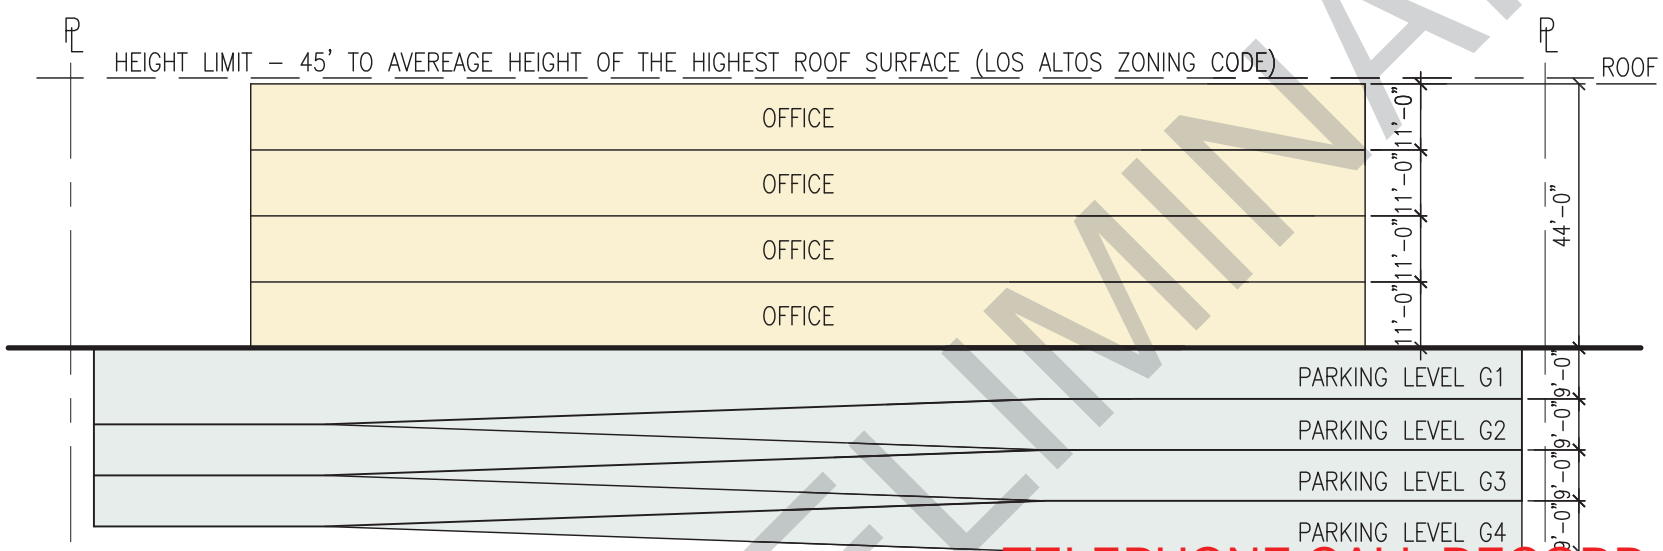 PL
PL
HEIGHT LIMIT – 45' TO AVEREAGE HEIGHT OF THE HIGHEST ROOF SURFACE (LOS ALTOS ZONING CODE)
ROOF
OFFICE
11'-0"
OFFICE
11'-0"
44'-0"
OFFICE
11'-0"
OFFICE
11'-0"
PARKING LEVEL G1
9'-0"
PARKING LEVEL G2
9'-0"
PARKING LEVEL G3
9'-0"
PARKING LEVEL G4
9'-0"